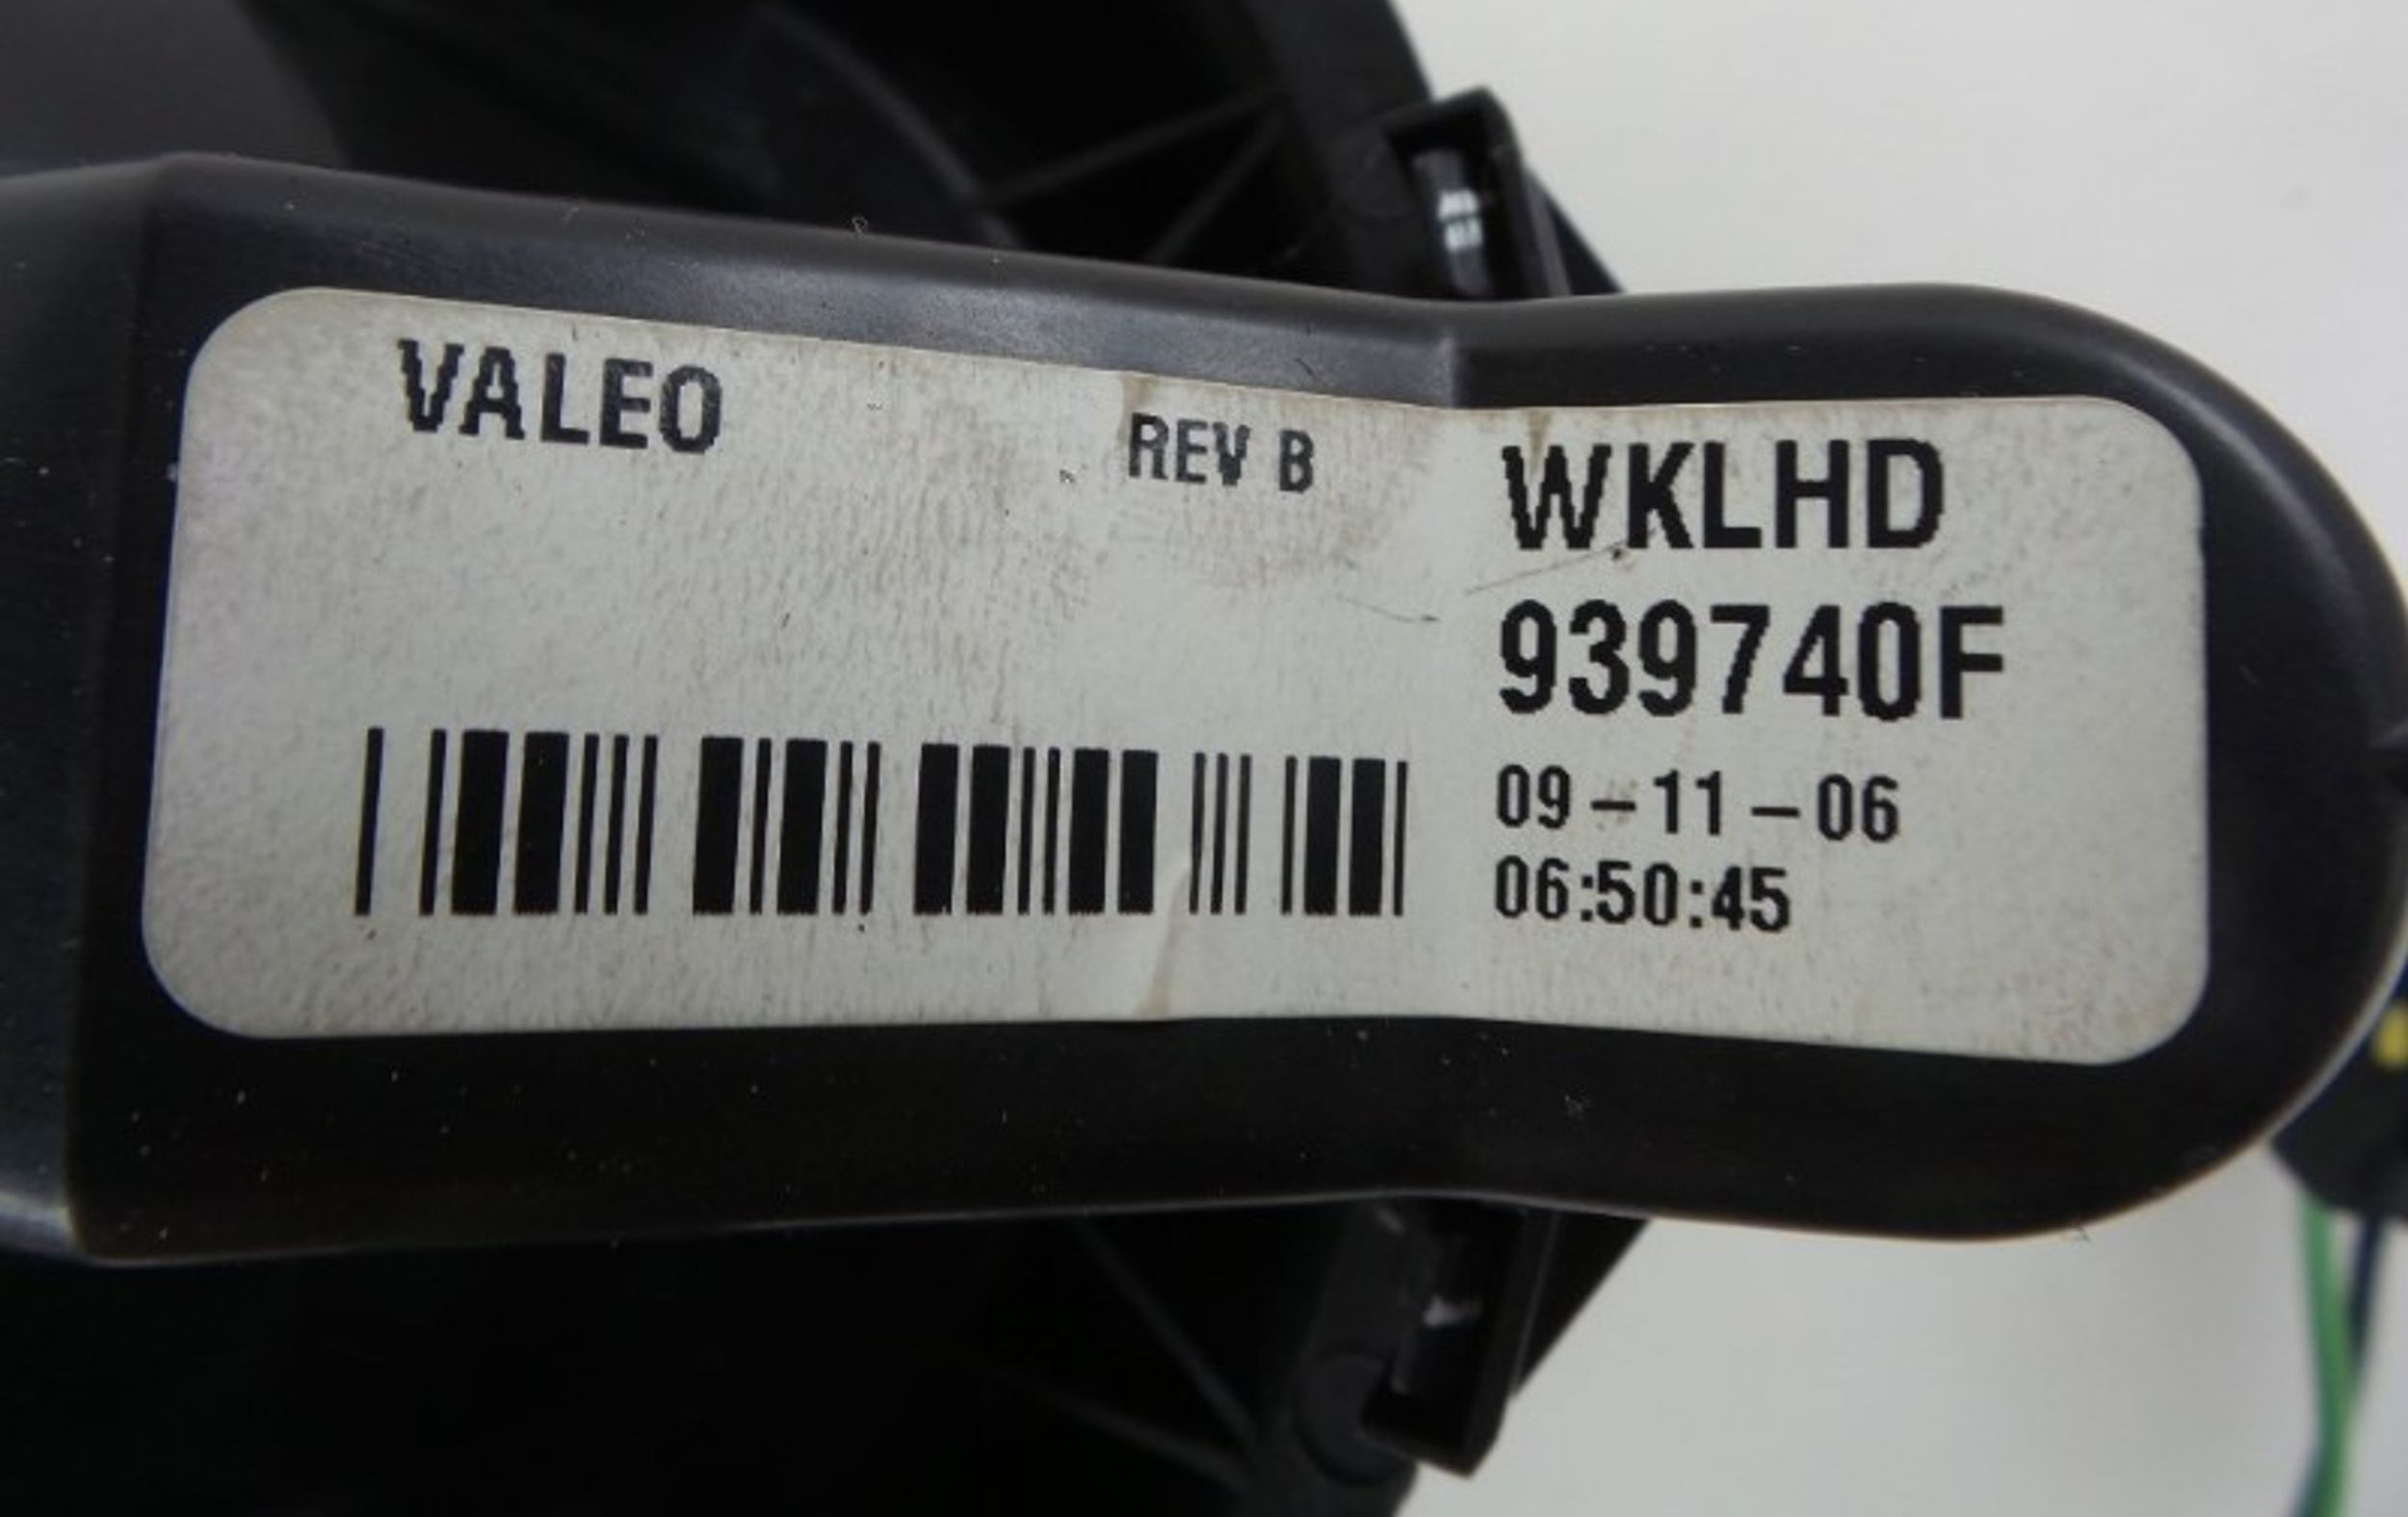 VALEO
REV B
WKLHD
939740F
09-11-06
06:50:45